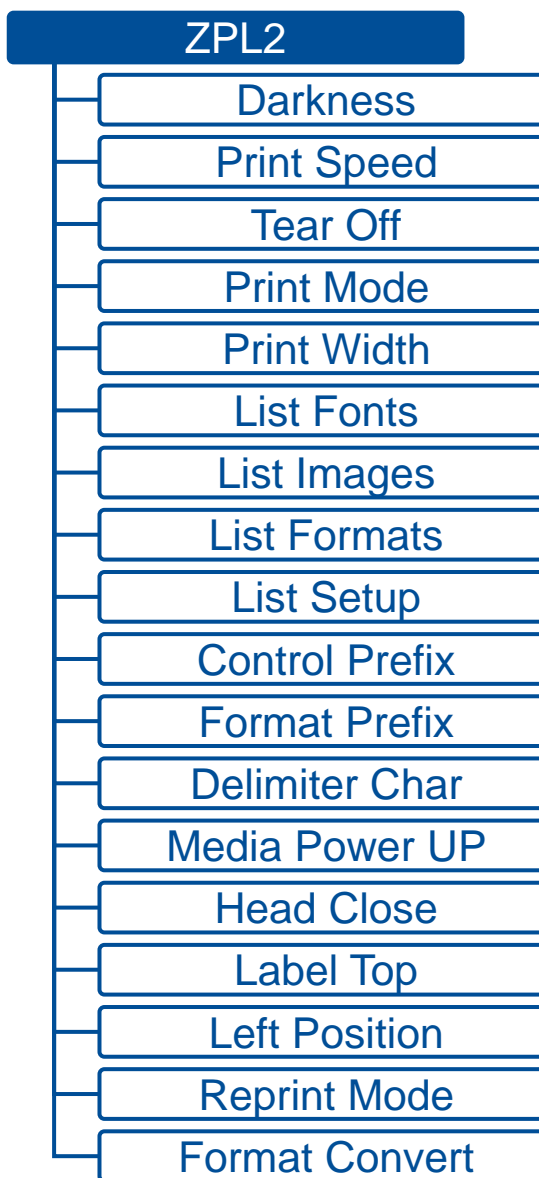 ZPL2
Darkness
Print Speed
Tear Off
Print Mode
Print Width
List Fonts
List Images
List Formats
List Setup
Control Prefix
Format Prefix
Delimiter Char
Media Power UP
Head Close
Label Top
Left Position
Reprint Mode
Format Convert